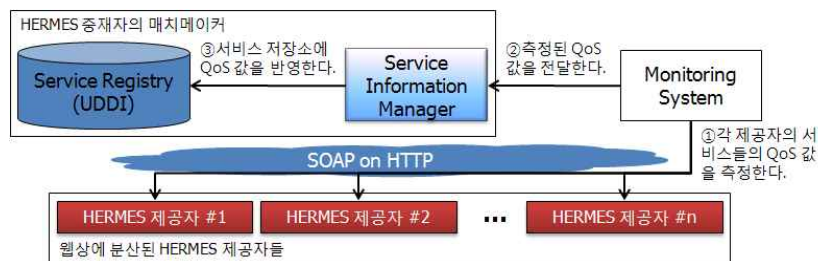 HERMES 중재자의 매치메이커
Service Registry
(UDDI)
③서비스 저장소에
QoS 값을 반영한다.
Service
Information
Manager
②측정된 QoS
값을 전달한다.
Monitoring
System
①각 제공자의 서
비스들의 QoS 값
을 측정한다.
SOAP on HTTP
HERMES 제공자 #1
HERMES 제공자 #2
...
HERMES 제공자 #n
웹상에 분산된 HERMES 제공자들